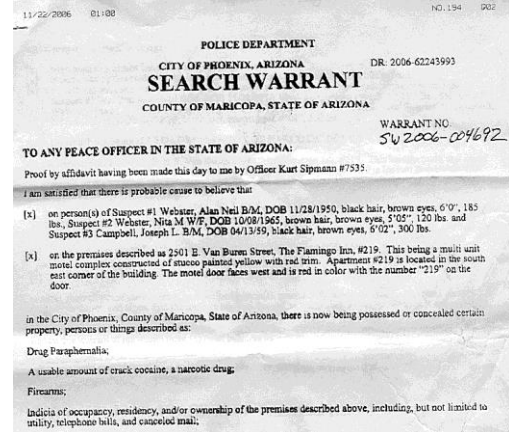 11/22/2006 01:00 NO.194 002
POLICE DEPARTMENT
CITY OF PHOENIX, ARIZONA DR: 2006-62243993
SEARCH WARRANT
COUNTY OF MARICOPA, STATE OF ARIZONA
WARRANT NO.
SW2006-004692
TO ANY PEACE OFFICER IN THE STATE OF ARIZONA:
Proof by affidavit having been made this day to me by Officer Kurt Sipmann #7535.
I am satisfied that there is probable cause to believe that
[x] on person(s) of Suspect #1 Webster, Alan Neil B/M, DOB 11/28/1950, black hair, brown eyes, 6'0", 185
lbs., Suspect #2 Webster, Nita M W/F, DOB 10/08/1965, brown hair, brown eyes, 5'05", 120 lbs. and
Suspect #3 Campbell, Joseph L. B/M, DOB 04/13/59, black hair, brown eyes, 6'02", 300 lbs.
[x] on the premises described as 2501 E. Van Buren Street, The Flamingo Inn, #219. This being a multi unit
motel complex constructed of stucco painted yellow with red trim. Apartment #219 is located in the south
east corner of the building. The motel door faces west and is red in color with the number "219" on the
door.
in the City of Phoenix, County of Maricopa, State of Arizona, there is now being possessed or concealed certain
property, persons or things described as:
Drug Paraphernalia;
A usable amount of crack cocaine, a narcotic drug;
Firearms;
Indicia of occupancy, residency, and/or ownership of the premises described above, including, but not limited to
utility, telephone bills, and canceled mail;